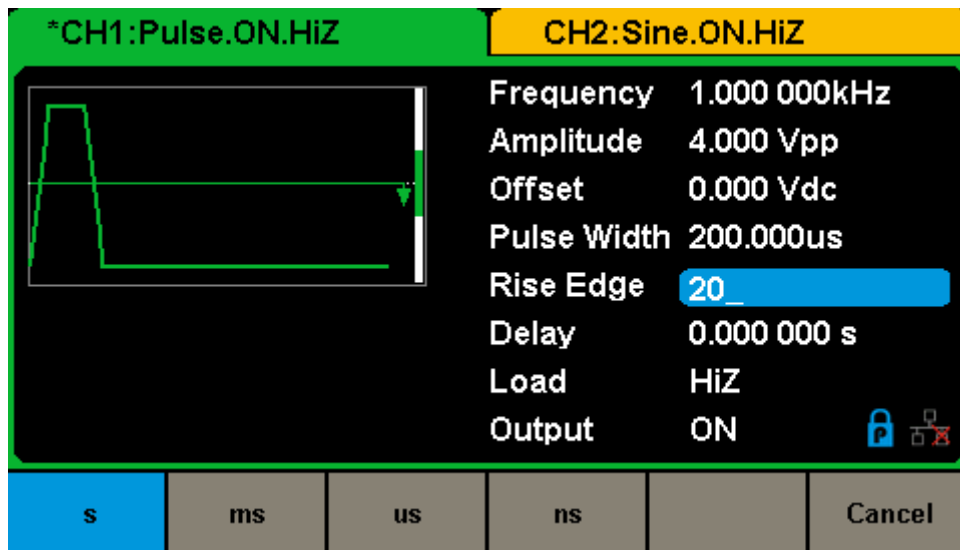 *CH1:Pulse.ON.HiZ CH2:Sine.ON.HiZ
Frequency 1.000 000kHz
Amplitude 4.000 Vpp
Offset 0.000 Vdc
Pulse Width 200.000us
Rise Edge 20_
Delay 0.000 000 s
Load HiZ
Output ON P
s ms us ns Cancel